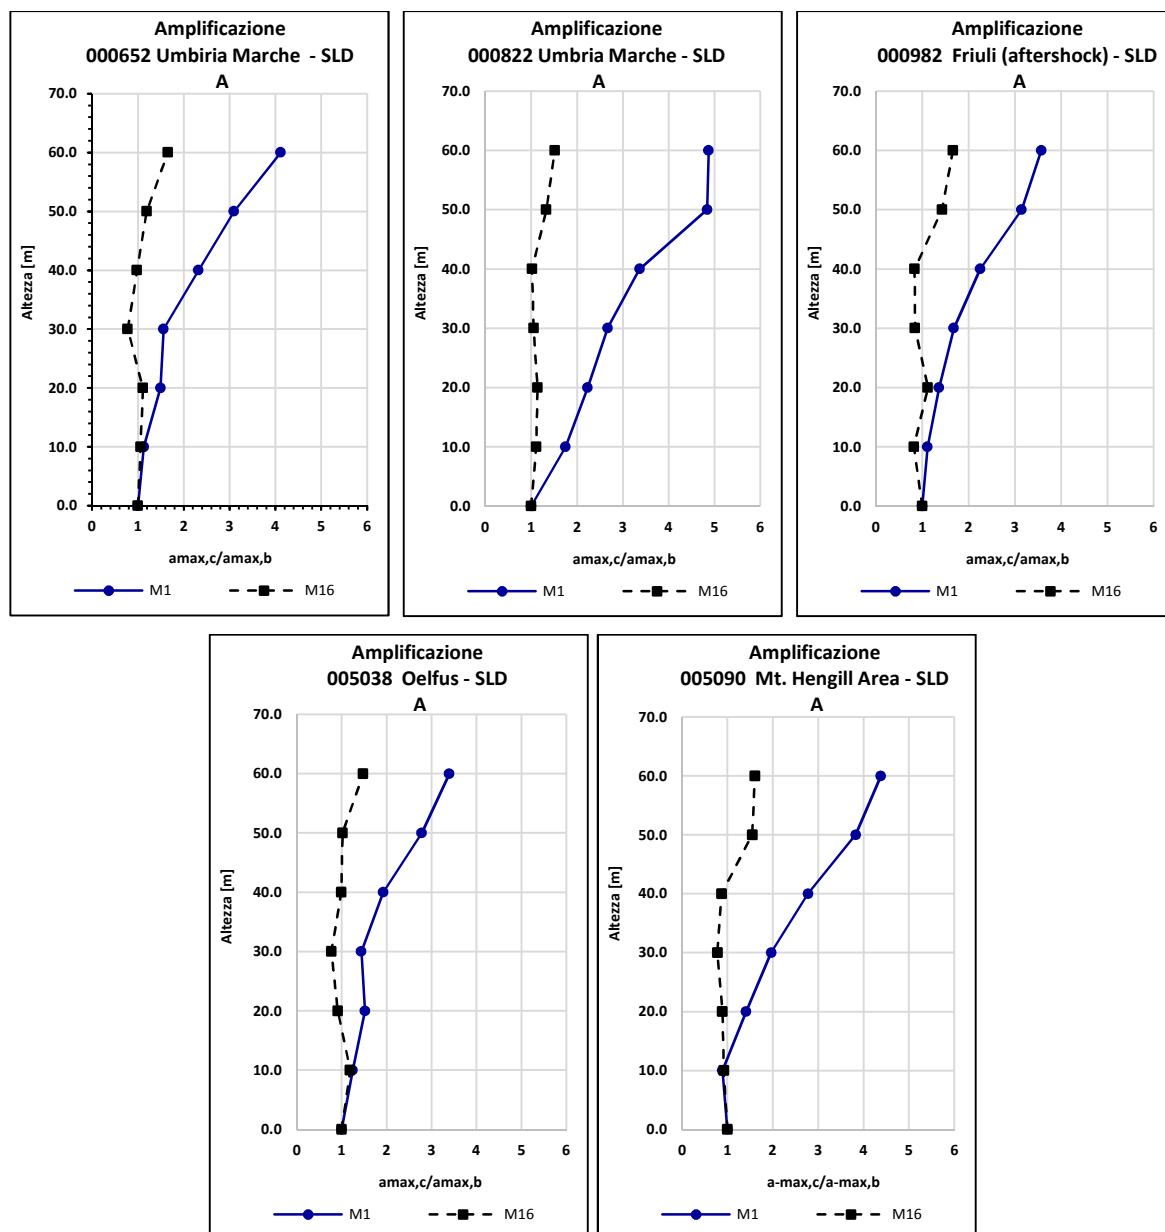 Amplificazione
000652 Umbiria Marche - SLD
A
70.0
60.0
50.0
40.0
30.0
20.0
10.0
0.0
Altezza [m]
0 1 2 3 4 5 6
amax,c/amax,b
M1 M16
Amplificazione
000822 Umbria Marche - SLD
A
70.0
60.0
50.0
40.0
30.0
20.0
10.0
0.0
Altezza [m]
0 1 2 3 4 5 6
amax,c/amax,b
M1 M16
Amplificazione
000982 Friuli (aftershock) - SLD
A
70.0
60.0
50.0
40.0
30.0
20.0
10.0
0.0
Altezza [m]
0 1 2 3 4 5 6
amax,c/amax,b
M1 M16
Amplificazione
005038 Oelfus - SLD
A
70.0
60.0
50.0
40.0
30.0
20.0
10.0
0.0
Altezza [m]
0 1 2 3 4 5 6
amax,c/amax,b
M1 M16
Amplificazione
005090 Mt. Hengill Area - SLD
A
70.0
60.0
50.0
40.0
30.0
20.0
10.0
0.0
Altezza [m]
0 1 2 3 4 5 6
a-max,c/a-max,b
M1 M16